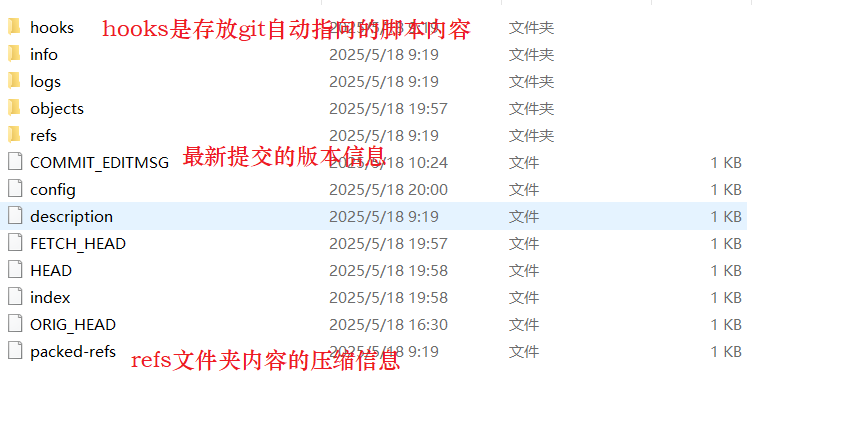 hooks hooks是存放git自动指向的脚本内容 2025/5/18 9:19 文件夹
info 2025/5/18 9:19 文件夹
logs 2025/5/18 9:19 文件夹
objects 2025/5/18 19:57 文件夹
refs 2025/5/18 9:19 文件夹
COMMIT_EDITMSG 最新提交的版本信息 2025/5/18 10:24 文件 1 KB
config 2025/5/18 20:00 文件 1 KB
description 2025/5/18 9:19 文件 1 KB
FETCH_HEAD 2025/5/18 19:57 文件 1 KB
HEAD 2025/5/18 19:58 文件 1 KB
index 2025/5/18 19:58 文件 1 KB
ORIG_HEAD 2025/5/18 16:30 文件 1 KB
packed-refs refs文件夹内容的压缩信息 2025/5/18 9:19 文件 1 KB